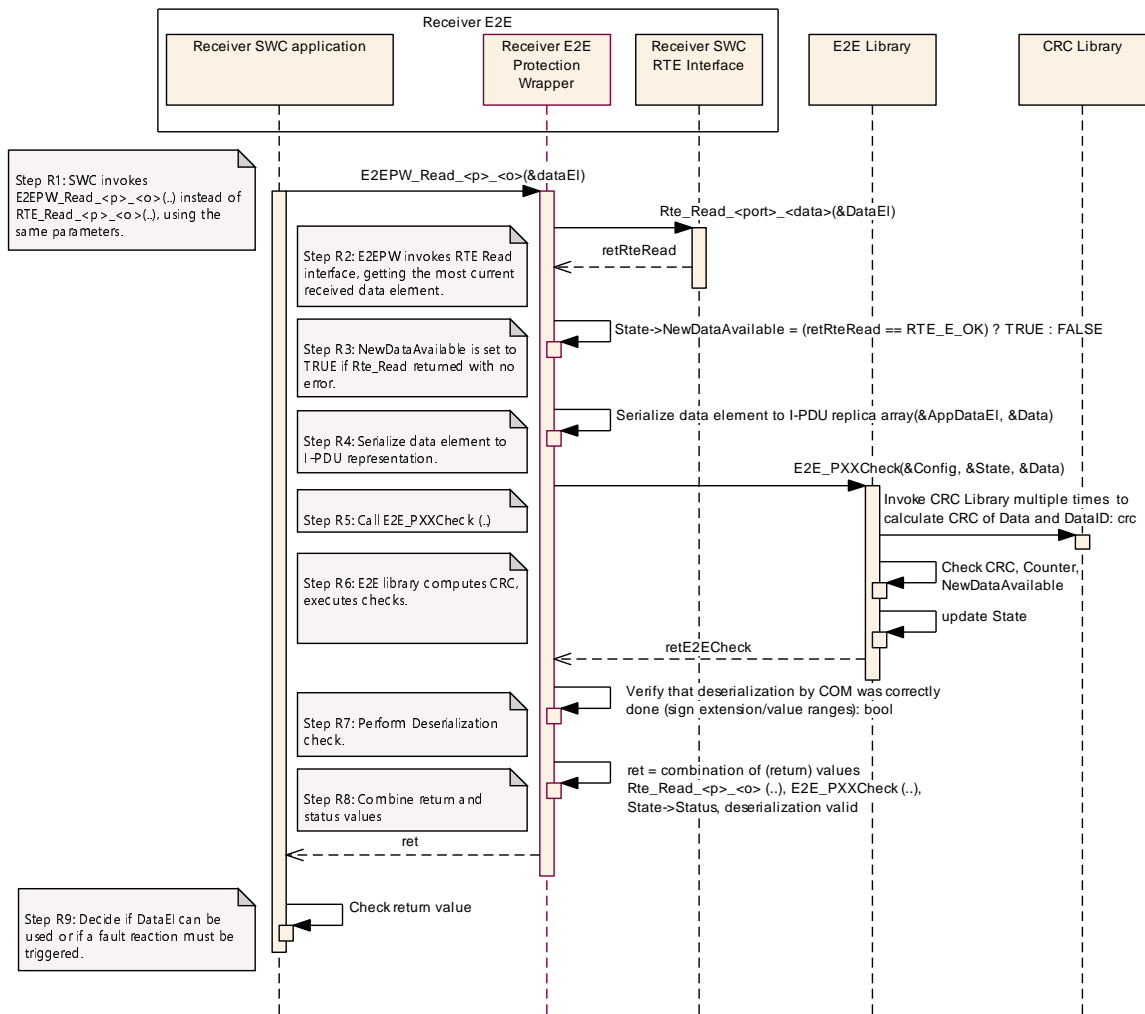 Receiver E2E
Receiver SWC application
Receiver E2E
Protection
Wrapper
Receiver SWC
RTE Interface
E2E Library
CRC Library
Step R1: SWC invokes
E2EPW_Read_<p>_<o>(..) instead of
RTE_Read_<p>_<o>(..), using the
same parameters.
E2EPW_Read_<p>_<o>(&dataEl)
Rte_Read_<port>_<data>(&DataEl)
Step R2: E2EPW invokes RTE Read
interface, getting the most current
received data element.
retRteRead
State->NewDataAvailable = (retRteRead == RTE_E_OK) ? TRUE : FALSE
Step R3: NewDataAvailable is set to
TRUE if Rte_Read returned with no
error.
Serialize data element to I-PDU replica array(&AppDataEl, &Data)
Step R4: Serialize data element to
I-PDU representation.
E2E_PXXCheck(&Config, &State, &Data)
Step R5: Call E2E_PXXCheck (..)
Invoke CRC Library multiple times to
calculate CRC of Data and DataID: crc
Step R6: E2E library computes CRC,
executes checks.
Check CRC, Counter,
NewDataAvailable
update State
retE2ECheck
Verify that deserialization by COM was correctly
done (sign extension/value ranges): bool
Step R7: Perform Deserialization
check.
ret = combination of (return) values
Rte_Read_<p>_<o> (..), E2E_PXXCheck (..),
State->Status, deserialization valid
Step R8: Combine return and
status values
ret
Step R9: Decide if DataEl can be
used or if a fault reaction must be
triggered.
Check return value